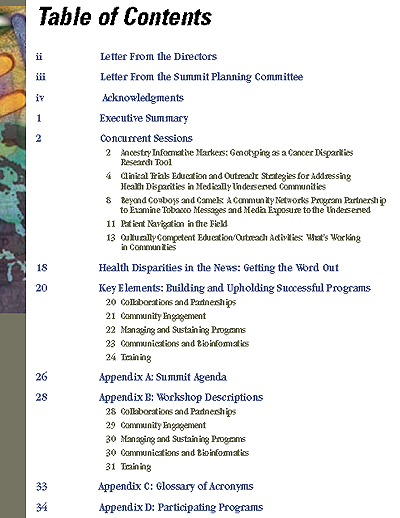 Table of Contents
ii Letter From the Directors
iii Letter From the Summit Planning Committee
iv Acknowledgments
1 Executive Summary
2 Concurrent Sessions
2 Ancestry Informative Markers: Genotyping as a Cancer Disparities
Research Tool
4 Clinical Trials Education and Outreach: Strategies for Addressing
Health Disparities in Medically Underserved Communities
8 Beyond Cowboys and Camels: A Community Networks Program Partnership
to Examine Tobacco Messages and Media Exposure to the Underserved
11 Patient Navigation in the Field
13 Culturally Competent Education/Outreach Activities: What's Working
in Communities
18 Health Disparities in the News: Getting the Word Out
20 Key Elements: Building and Upholding Successful Programs
20 Collaborations and Partnerships
21 Community Engagement
22 Managing and Sustaining Programs
23 Communications and Bioinformatics
24 Training
26 Appendix A: Summit Agenda
28 Appendix B: Workshop Descriptions
28 Collaborations and Partnerships
29 Community Engagement
30 Managing and Sustaining Programs
30 Communications and Bioinformatics
31 Training
33 Appendix C: Glossary of Acronyms
34 Appendix D: Participating Programs